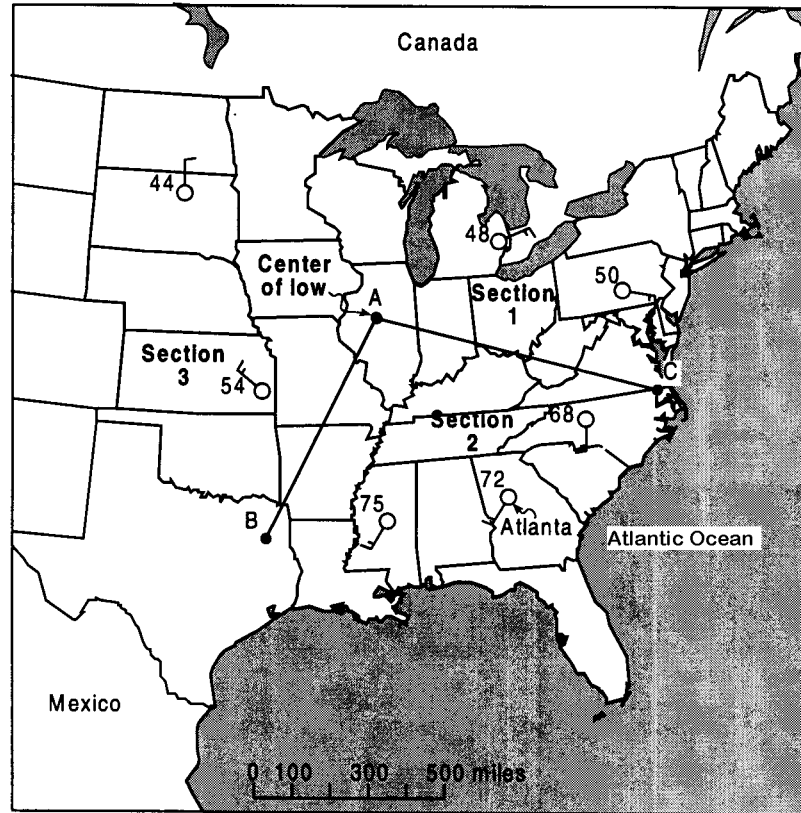 Canada
44
48
Center
of low
A
Section
1
50
Section
3
54
C
Section
2
68
72
75
B
Atlanta
Atlantic Ocean
Mexico
0 100 300 500 miles